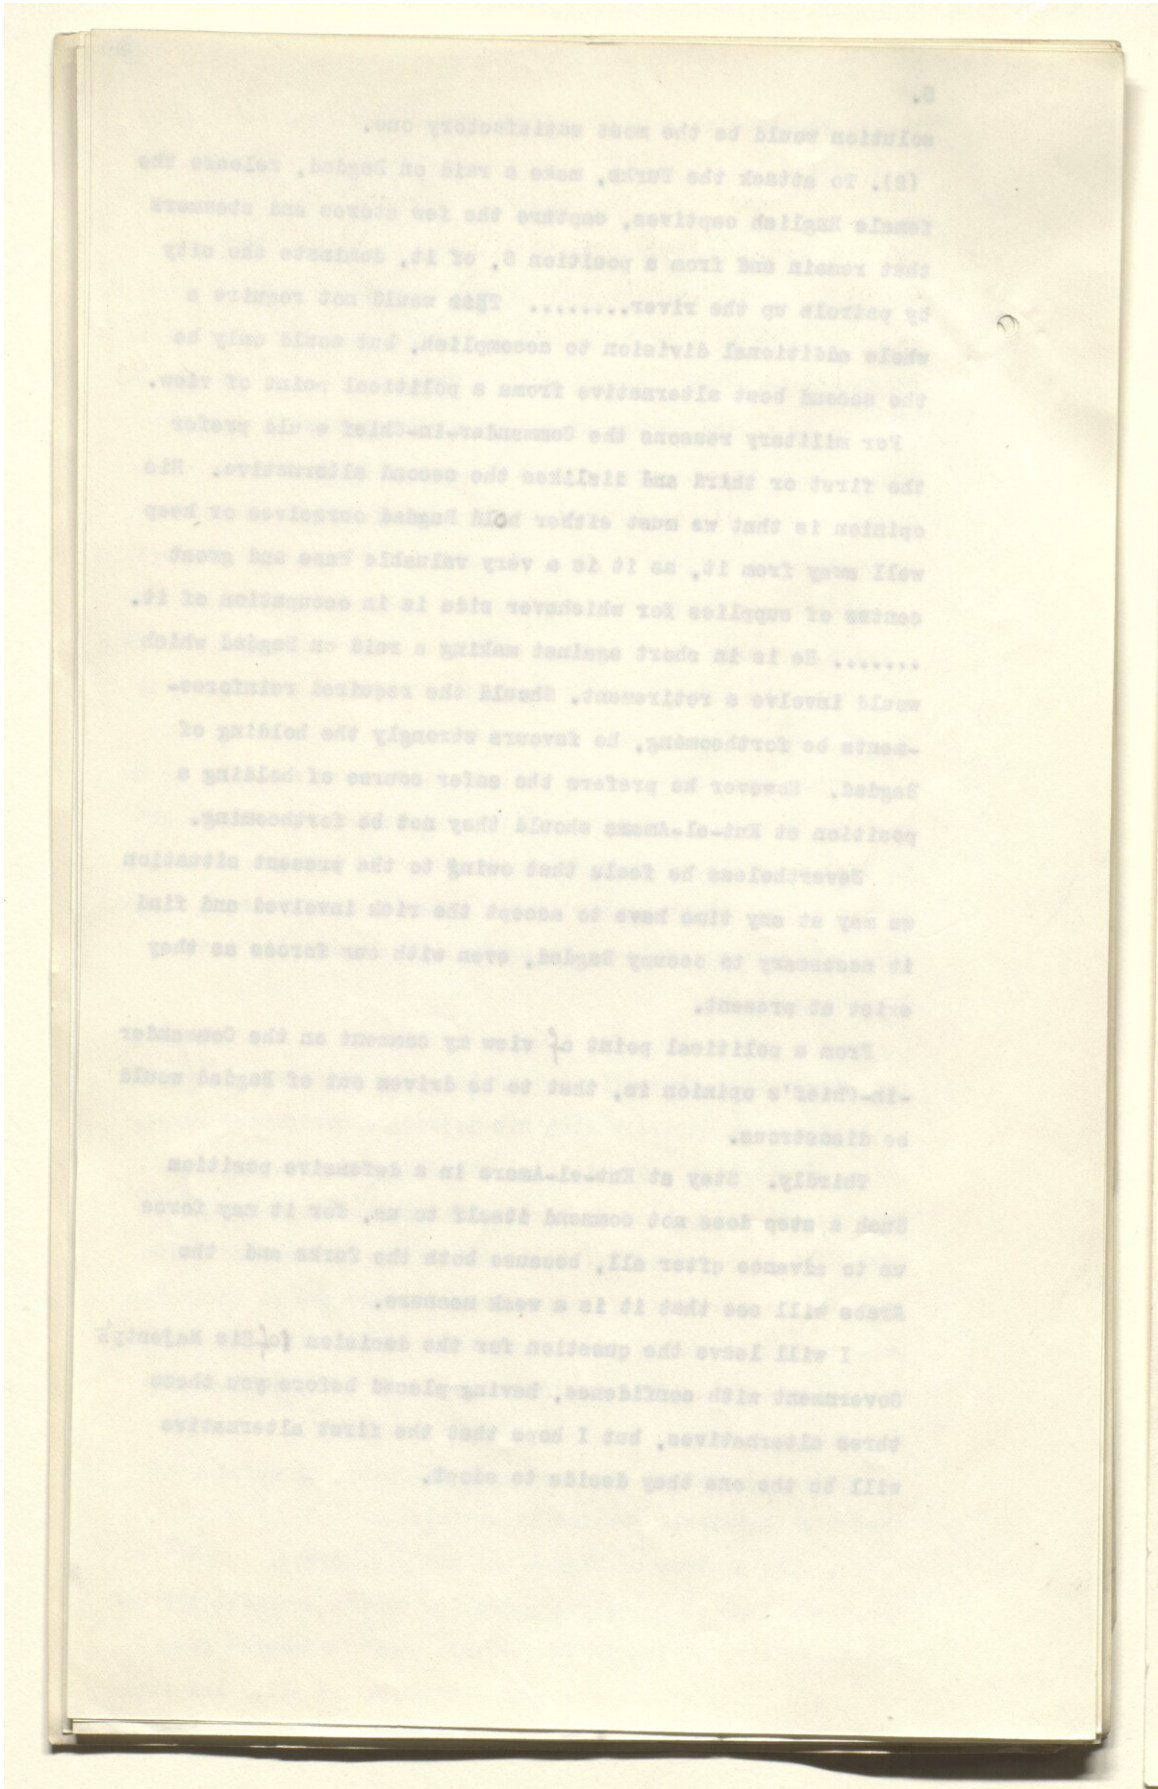 6.
solution would be the most satisfactory one.
(2). To attack the Turks, make a raid on Bagdad, release the
female English captives, capture the few stores and steamers
that remain and from a position S. of it, dominate the city
by patrols up the river........ This would not require a
whole additional division to accomplish, but would only be
the second best alternative from a political point of view.
For military reasons the Commander-in-Chief would prefer
the first or third and dislikes the second alternative. His
opinion is that we must either hold Bagdad ourselves or keep
well away from it, as it is a very valuable base and great
centre of supplies for whichever side is in occupation of it.
....... He is in short against making a raid on Bagdad which
would involve a retirement. Should the required reinforce-
-ments be forthcoming, he favours strongly the holding of
Bagdad. However he prefers the safer course of holding a
position at Kut-el-Amara should they not be forthcoming.
Nevertheless he feels that owing to the present situation
we may at any time have to accept the risk involved and find
it necessary to occupy Bagdad, even with our forces as they
exist at present.
From a political point of view my comment on the Commander
-in-Chief's opinion is, that to be driven out of Bagdad would
be disastrous.
Thirdly. Stay at Kut-el-Amara in a defensive position
Such a step does not commend itself to us, for it may force
us to advance after all, because both the Turks and the
Arabs will see that it is a weak measure.
I will leave the question for the decision of His Majesty's
Government with confidence, having placed before you these
three alternatives, but I hope that the first alternative
will be the one they decide to adopt.